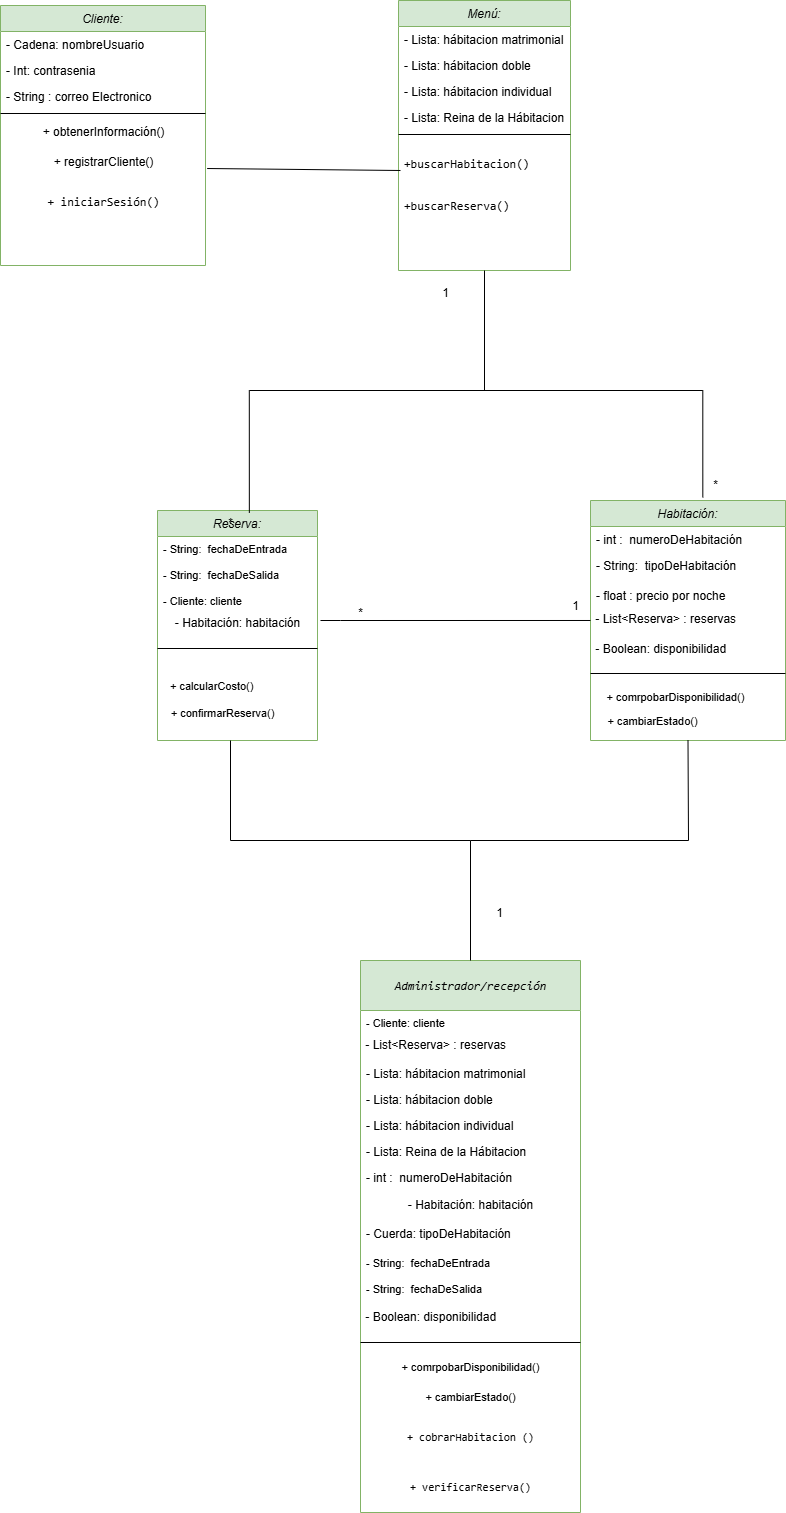 Cliente:
- Cadena: nombreUsuario
- Int: contrasenia
- String : correo Electronico
+ obtenerInformación()
+ registrarCliente()
+ iniciarSesión()
Menú:
- Lista: hábitacion matrimonial
- Lista: hábitacion doble
- Lista: hábitacion individual
- Lista: Reina de la Hábitacion
+buscarHabitacion()
+buscarReserva()
1
*
*
Reserva:
- String:  fechaDeEntrada
- String:  fechaDeSalida
- Cliente: cliente
- Habitación: habitación
+ calcularCosto()
+ confirmarReserva()
*
1
Habitación:
- int :  numeroDeHabitación
- String:  tipoDeHabitación
- float : precio por noche
- List<Reserva> : reservas
- Boolean: disponibilidad
+ comrpobarDisponibilidad()
+ cambiarEstado()
1
Administrador/recepción
- Cliente: cliente
- List<Reserva> : reservas
- Lista: hábitacion matrimonial
- Lista: hábitacion doble
- Lista: hábitacion individual
- Lista: Reina de la Hábitacion
- int :  numeroDeHabitación
- Habitación: habitación
- Cuerda: tipoDeHabitación
- String:  fechaDeEntrada
- String:  fechaDeSalida
- Boolean: disponibilidad
+ comrpobarDisponibilidad()
+ cambiarEstado()
+ cobrarHabitacion ()
+ verificarReserva()